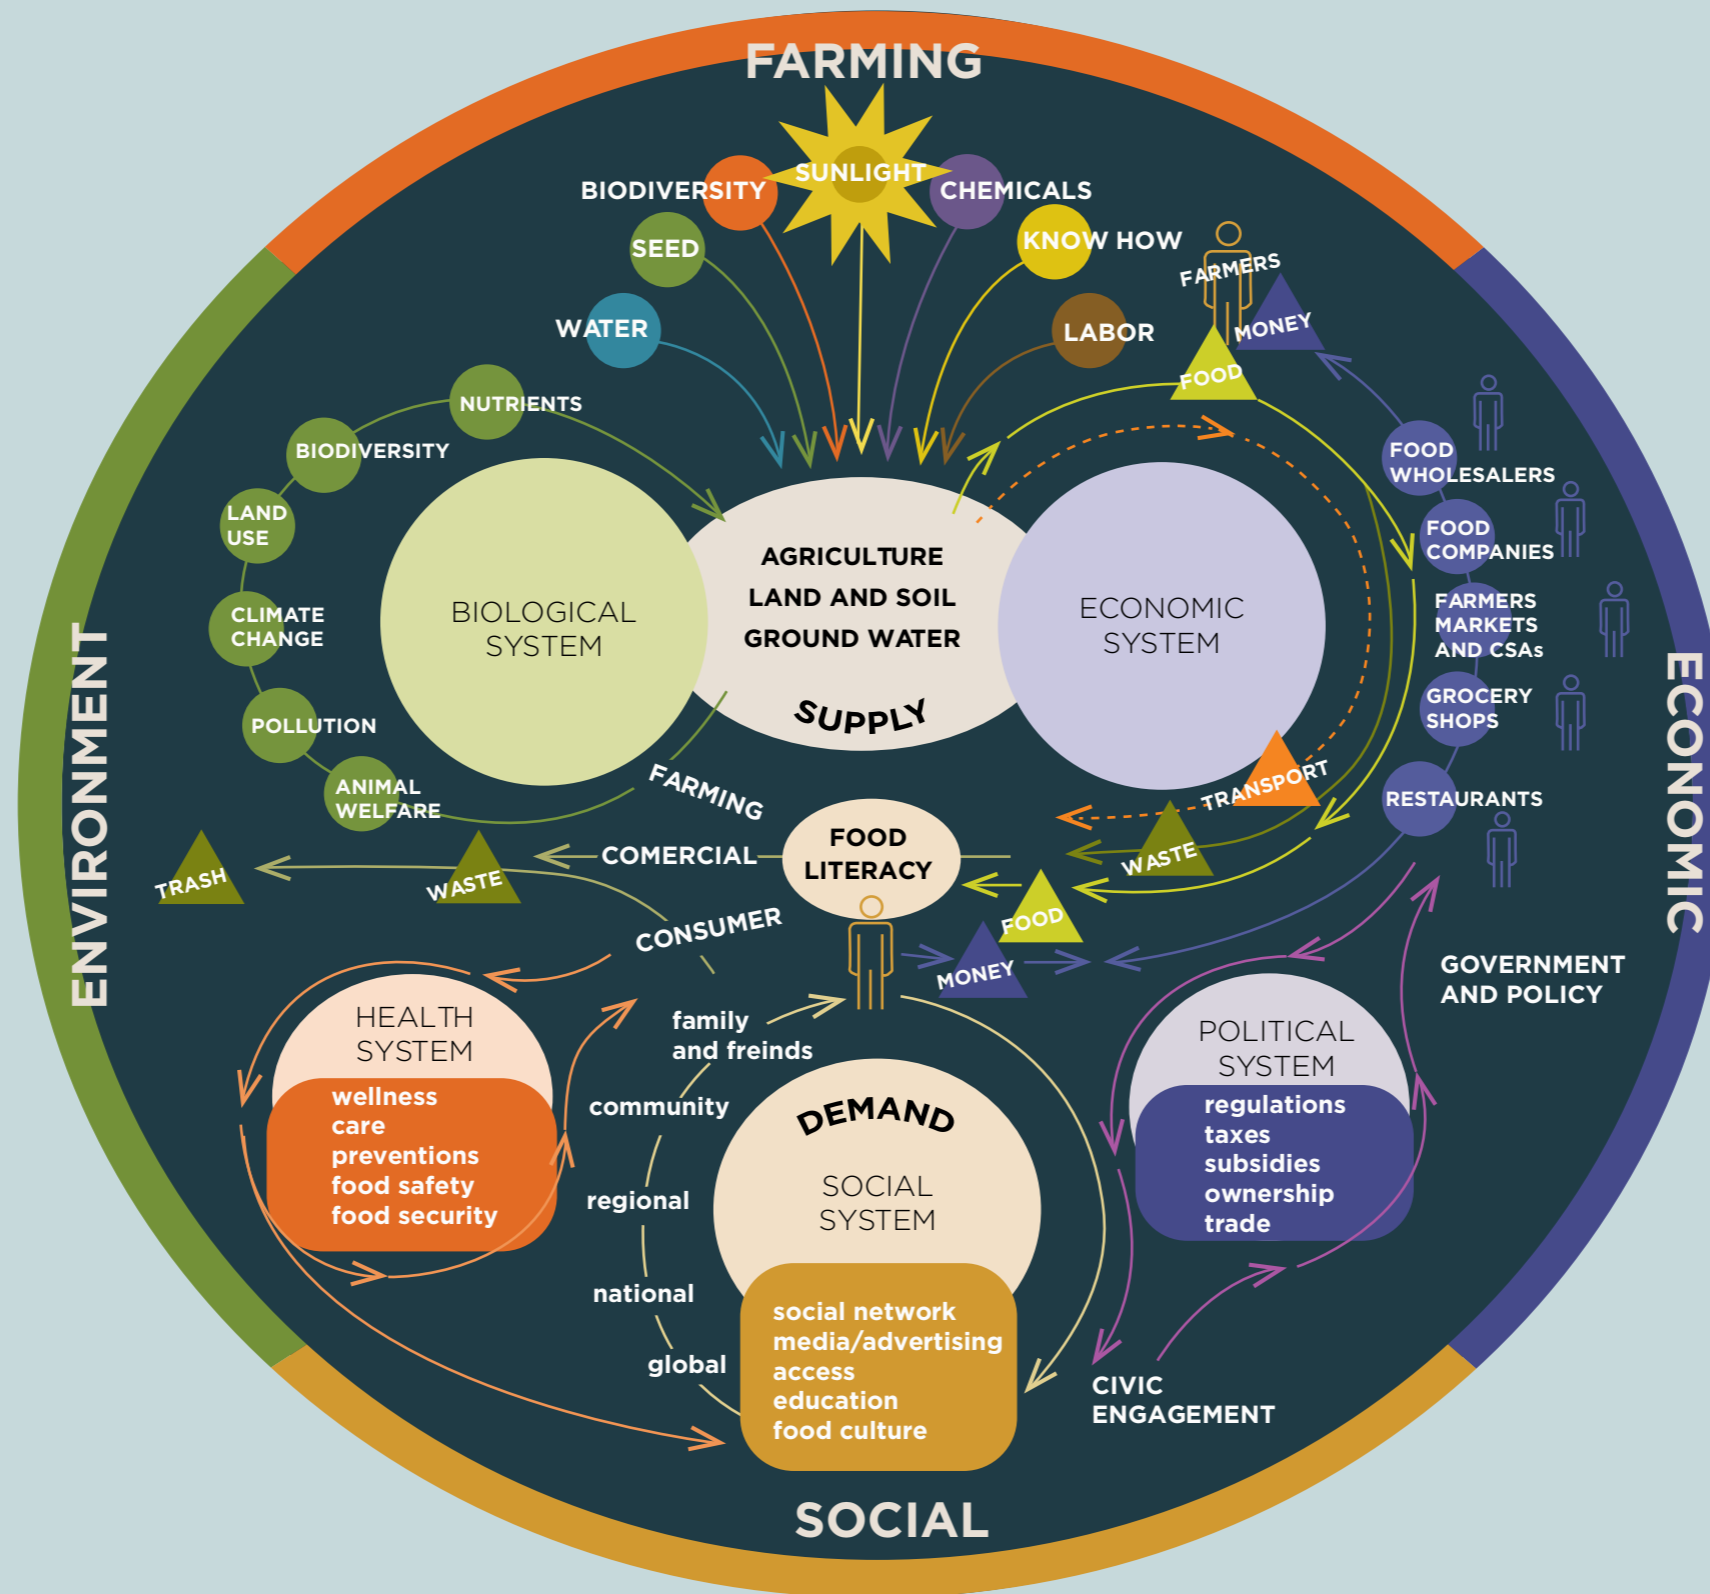 FARMING
SUNLIGHT
BIODIVERSITY
CHEMICALS
SEED
KNOW HOW
WATER
LABOR
FARMERS
MONEY
FOOD
NUTRIENTS
BIODIVERSITY
LAND
USE
CLIMATE
CHANGE
POLLUTION
ANIMAL
WELFARE
BIOLOGICAL
SYSTEM
AGRICULTURE
LAND AND SOIL
GROUND WATER
SUPPLY
ECONOMIC
SYSTEM
FOOD
WHOLESALERS
FOOD
COMPANIES
FARMERS
MARKETS
AND CSAs
GROCERY
SHOPS
RESTAURANTS
ENVIRONMENT
ECONOMIC
FARMING
TRANSPORT
FOOD
LITERACY
COMERCIAL
WASTE
TRASH
WASTE
CONSUMER
FOOD
MONEY
GOVERNMENT
AND POLICY
HEALTH
SYSTEM
wellness
care
preventions
food safety
food security
family
and freinds
community
regional
national
global
DEMAND
SOCIAL
SYSTEM
social network
media/advertising
access
education
food culture
POLITICAL
SYSTEM
regulations
taxes
subsidies
ownership
trade
CIVIC
ENGAGEMENT
SOCIAL